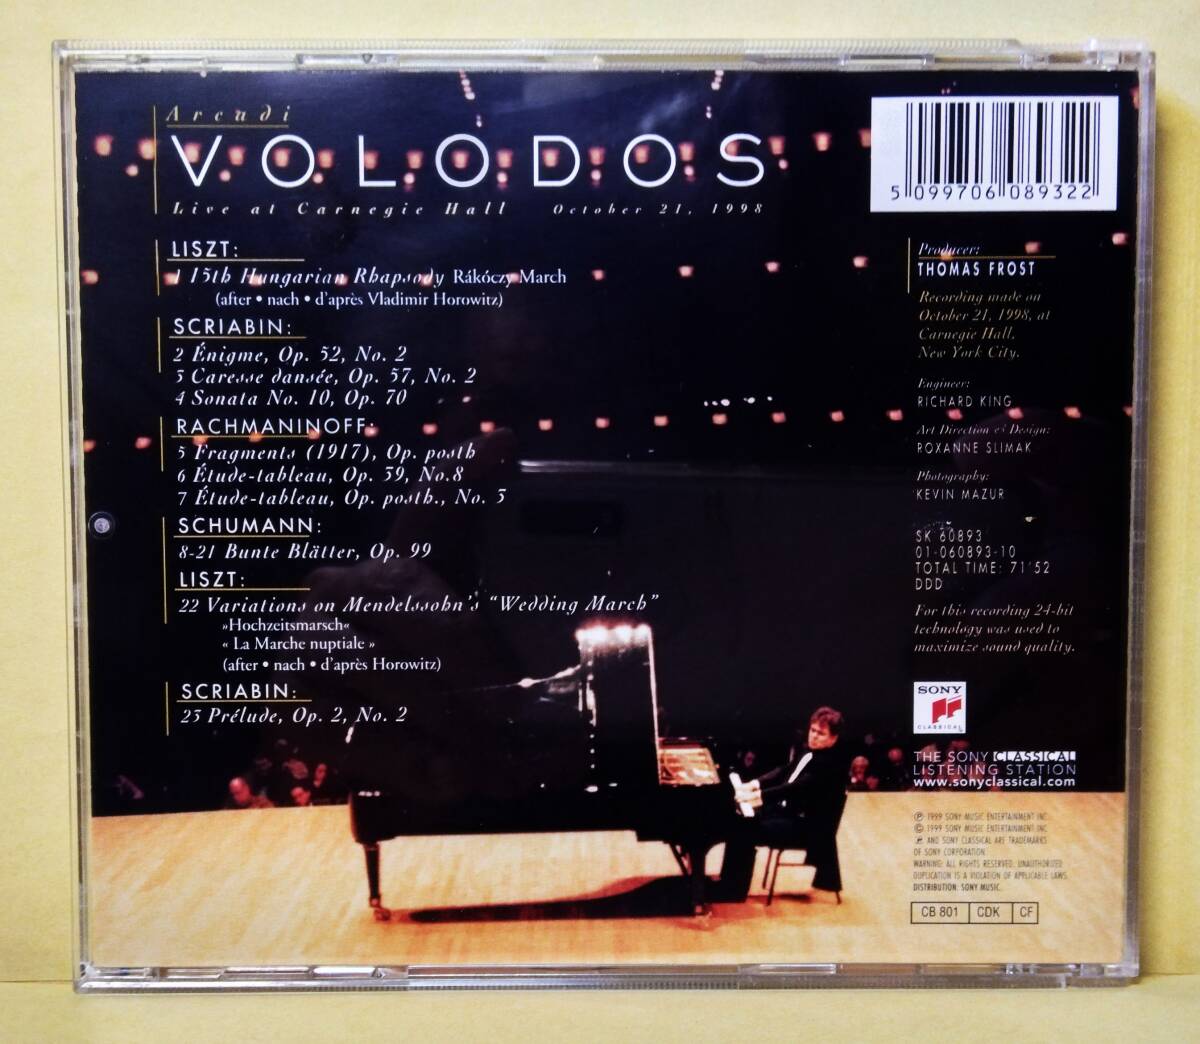 Arcadi
VOLODOS
Live at Carnegie Hall October 21, 1998
LISZT:
1 15th Hungarian Rhapsody Rákóczy March
(after • nach • d'après Vladimir Horowitz)
SCRIABIN:
2 Énigme, Op. 52, No. 2
3 Caresse dansée, Op. 57, No. 2
4 Sonata No. 10, Op. 70
RACHMANINOFF:
5 Fragments (1917), Op. posth
6 Étude-tableau, Op. 39, No.8
7 Étude-tableau, Op. posth., No. 3
SCHUMANN:
8-21 Bunte Blätter, Op. 99
LISZT:
22 Variations on Mendelssohn's "Wedding March"
»Hochzeitsmarsch«
« La Marche nuptiale »
(after • nach • d'après Horowitz)
SCRIABIN:
23 Prélude, Op. 2, No. 2
5 099706 089322
Producer:
THOMAS FROST
Recording made on
October 21, 1998, at
Carnegie Hall,
New York City.
Engineer:
RICHARD KING
Art Direction & Design:
ROXANNE SLIMAK
Photography:
KEVIN MAZUR
SK 60893
01-060893-10
TOTAL TIME: 71'52
DDD
For this recording 24-bit
technology was used to
maximize sound quality.
SONY
CLASSICAL
THE SONY CLASSICAL
LISTENING STATION
www.sonyclassical.com
℗ 1999 SONY MUSIC ENTERTAINMENT INC.
© 1999 SONY MUSIC ENTERTAINMENT INC.
AND SONY CLASSICAL ARE TRADEMARKS
OF SONY CORPORATION.
WARNING: ALL RIGHTS RESERVED. UNAUTHORIZED
DUPLICATION IS A VIOLATION OF APPLICABLE LAWS.
DISTRIBUTION: SONY MUSIC.
CB 801 CDK CF